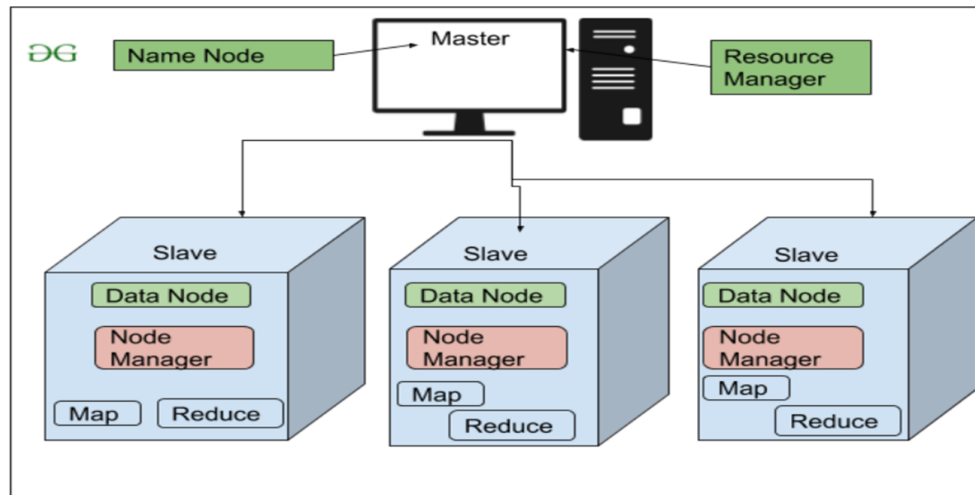 Master
Name Node
Resource
Manager
Slave
Data Node
Node
Manager
Map
Reduce
Slave
Data Node
Node
Manager
Map
Reduce
Slave
Data Node
Node
Manager
Map
Reduce